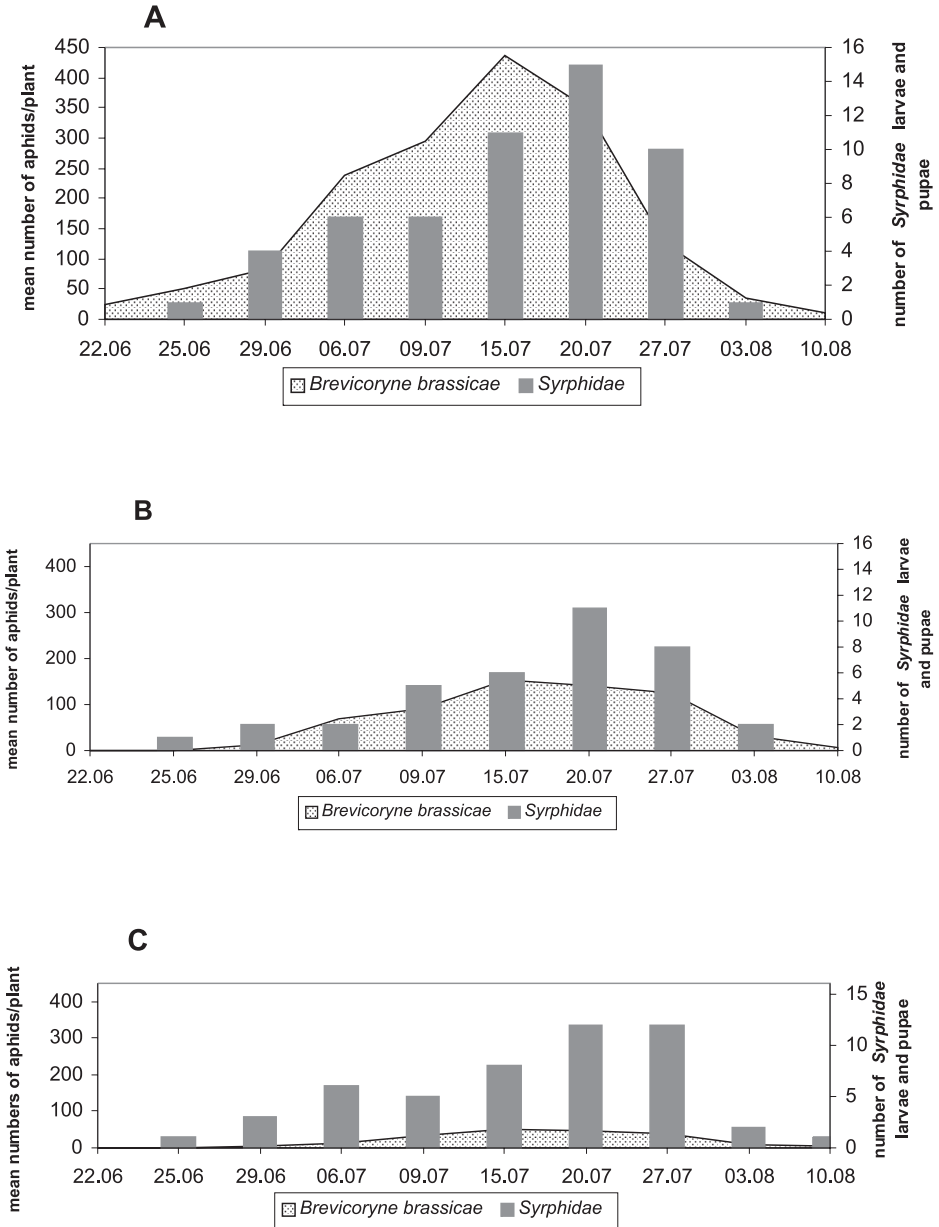 A
mean number of aphids/plant
450
400
350
300
250
200
150
100
50
0
16
14
12
10
8
6
4
2
0
number of Syrphidae larvae and
pupae
22.06 25.06 29.06 06.07 09.07 15.07 20.07 27.07 03.08 10.08
Brevicoryne brassicae Syrphidae
B
mean number of aphids/plant
400
300
200
100
0
16
14
12
10
8
6
4
2
0
number of Syrphidae larvae
and pupae
22.06 25.06 29.06 06.07 09.07 15.07 20.07 27.07 03.08 10.08
Brevicoryne brassicae Syrphidae
C
mean numbers of aphids/plant
400
300
200
100
0
15
10
5
0
number of Syrphidae
larvae and pupae
22.06 25.06 29.06 06.07 09.07 15.07 20.07 27.07 03.08 10.08
Brevicoryne brassicae Syrphidae